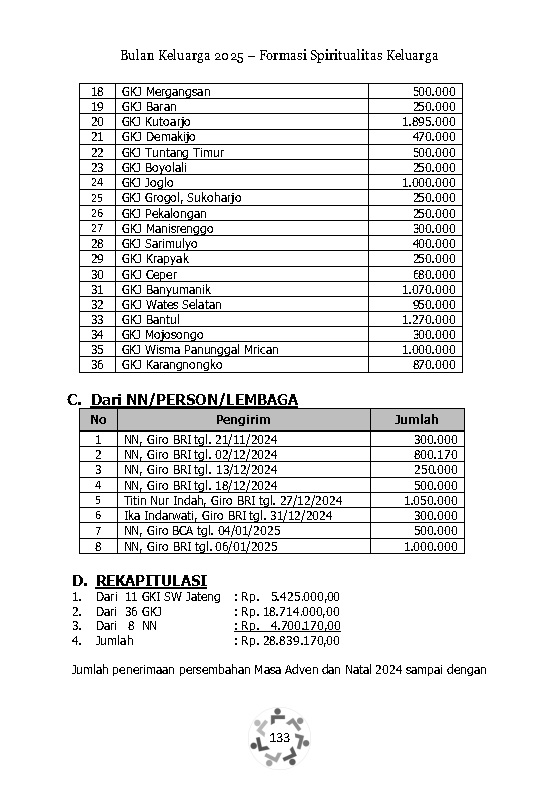 Bulan Keluarga 2025 – Formasi Spiritualitas Keluarga
18 GKJ Mergangsan 500.000
19 GKJ Baran 250.000
20 GKJ Kutoarjo 1.895.000
21 GKJ Demakijo 470.000
22 GKJ Tuntang Timur 500.000
23 GKJ Boyolali 250.000
24 GKJ Joglo 1.000.000
25 GKJ Grogol, Sukoharjo 250.000
26 GKJ Pekalongan 250.000
27 GKJ Manisrenggo 300.000
28 GKJ Sarimulyo 400.000
29 GKJ Krapyak 250.000
30 GKJ Ceper 680.000
31 GKJ Banyumanik 1.070.000
32 GKJ Wates Selatan 950.000
33 GKJ Bantul 1.270.000
34 GKJ Mojosongo 300.000
35 GKJ Wisma Panunggal Mrican 1.000.000
36 GKJ Karangnongko 870.000
C. Dari NN/PERSON/LEMBAGA
No Pengirim Jumlah
1 NN, Giro BRI tgl. 21/11/2024 300.000
2 NN, Giro BRI tgl. 02/12/2024 800.170
3 NN, Giro BRI tgl. 13/12/2024 250.000
4 NN, Giro BRI tgl. 18/12/2024 500.000
5 Titin Nur Indah, Giro BRI tgl. 27/12/2024 1.050.000
6 Ika Indarwati, Giro BRI tgl. 31/12/2024 300.000
7 NN, Giro BCA tgl. 04/01/2025 500.000
8 NN, Giro BRI tgl. 06/01/2025 1.000.000
D. REKAPITULASI
1. Dari 11 GKI SW Jateng : Rp. 5.425.000,00
2. Dari 36 GKJ : Rp. 18.714.000,00
3. Dari 8 NN : Rp. 4.700.170,00
4. Jumlah : Rp. 28.839.170,00
Jumlah penerimaan persembahan Masa Adven dan Natal 2024 sampai dengan
133